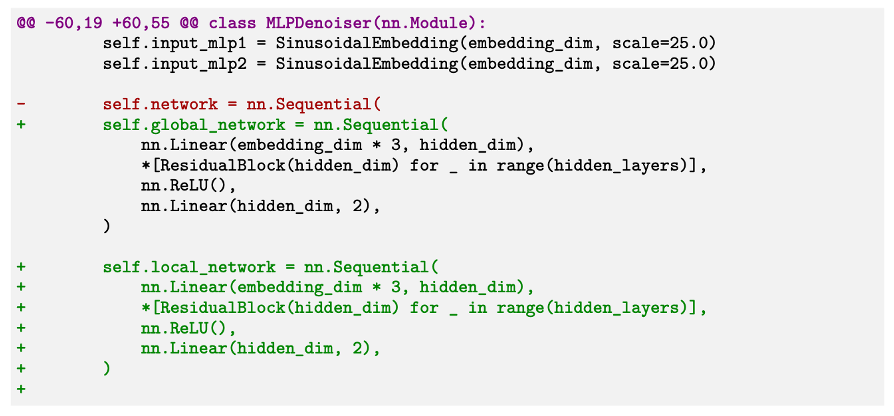 @@ -60,19 +60,55 @@ class MLPDenoiser(nn.Module):
         self.input_mlp1 = SinusoidalEmbedding(embedding_dim, scale=25.0)
         self.input_mlp2 = SinusoidalEmbedding(embedding_dim, scale=25.0)
-        self.network = nn.Sequential(
+        self.global_network = nn.Sequential(
             nn.Linear(embedding_dim * 3, hidden_dim),
             *[ResidualBlock(hidden_dim) for _ in range(hidden_layers)],
             nn.ReLU(),
             nn.Linear(hidden_dim, 2),
         )
+        self.local_network = nn.Sequential(
+            nn.Linear(embedding_dim * 3, hidden_dim),
+            *[ResidualBlock(hidden_dim) for _ in range(hidden_layers)],
+            nn.ReLU(),
+            nn.Linear(hidden_dim, 2),
+        )
+